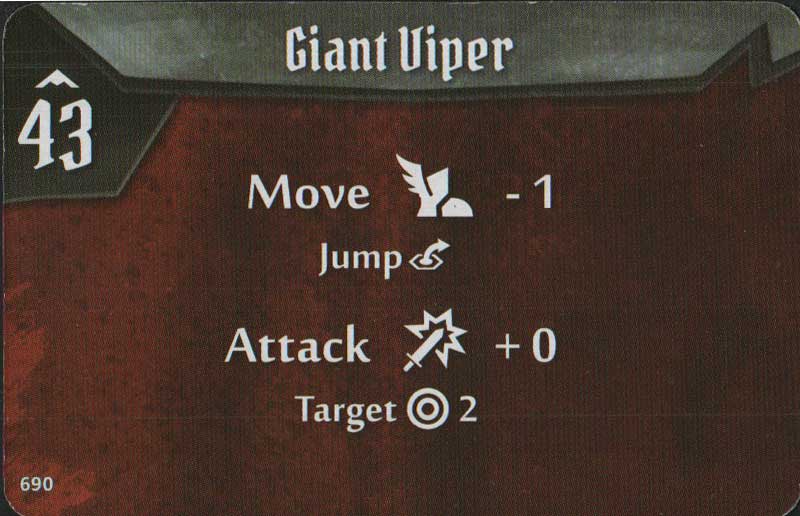 Giant Viper
43
Move - 1
Jump
Attack + 0
Target 2
690